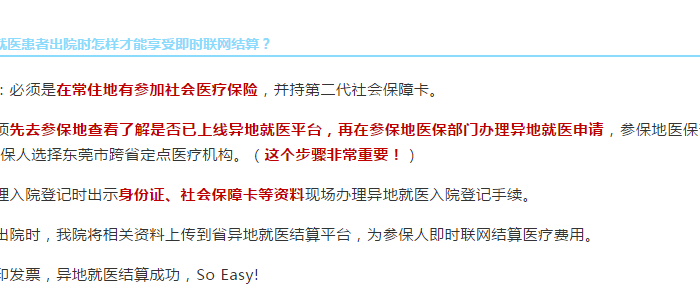 就医患者出院时怎样才能享受即时联网结算？
：必须是在常住地有参加社会医疗保险，并持第二代社会保障卡。
须先去参保地查看了解是否已上线异地就医平台，再在参保地医保部门办理异地就医申请，参保地医保
保人选择东莞市跨省定点医疗机构。（这个步骤非常重要！）
理入院登记时出示身份证、社会保障卡等资料现场办理异地就医入院登记手续。
出院时，我院将相关资料上传到省异地就医结算平台，为参保人即时联网结算医疗费用。
印发票，异地就医结算成功，So Easy!